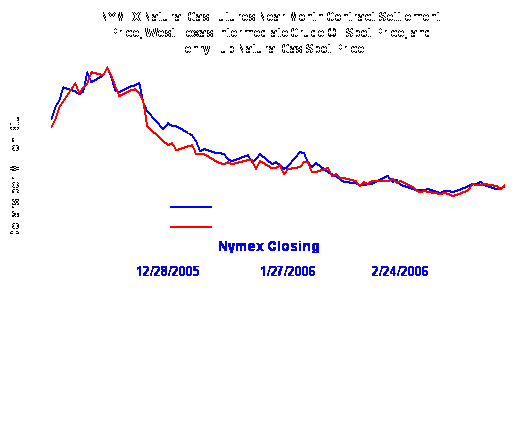 NYMEX Natural Gas Futures Near Month Contract Settlement
Price, West Texas Intermediate Crude Oil Spot Price, and
Henry Hub Natural Gas Spot Price
Nymex Closing
12/28/2005 1/27/2006 2/24/2006